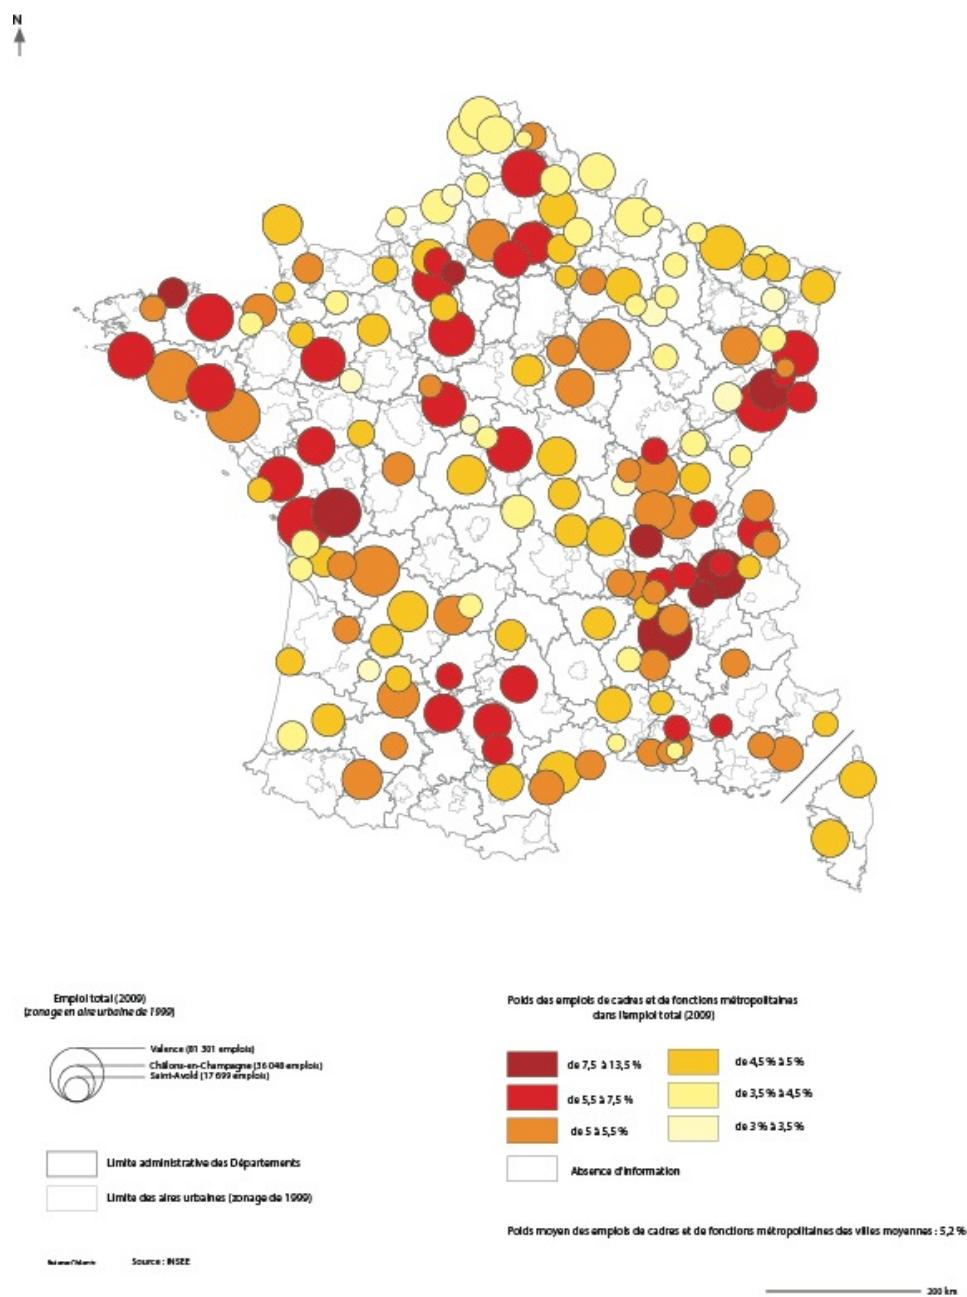 N
Emploi total (2009)
(zonage en aire urbaine de 1999)
Valence (81 301 emplois)
Châlons-en-Champagne (36 048 emplois)
Saint-Avold (17 699 emplois)
Limite administrative des Départements
Limite des aires urbaines (zonage de 1999)
Source : INSEE
Poids des emplois de cadres et de fonctions métropolitaines
dans l'emploi total (2009)
de 7,5 à 13,5 %
de 5,5 à 7,5 %
de 5 à 5,5 %
de 4,5 % à 5 %
de 3,5 % à 4,5 %
de 3 % à 3,5 %
Absence d'information
Poids moyen des emplois de cadres et de fonctions métropolitaines des villes moyennes : 5,2 %
200 km